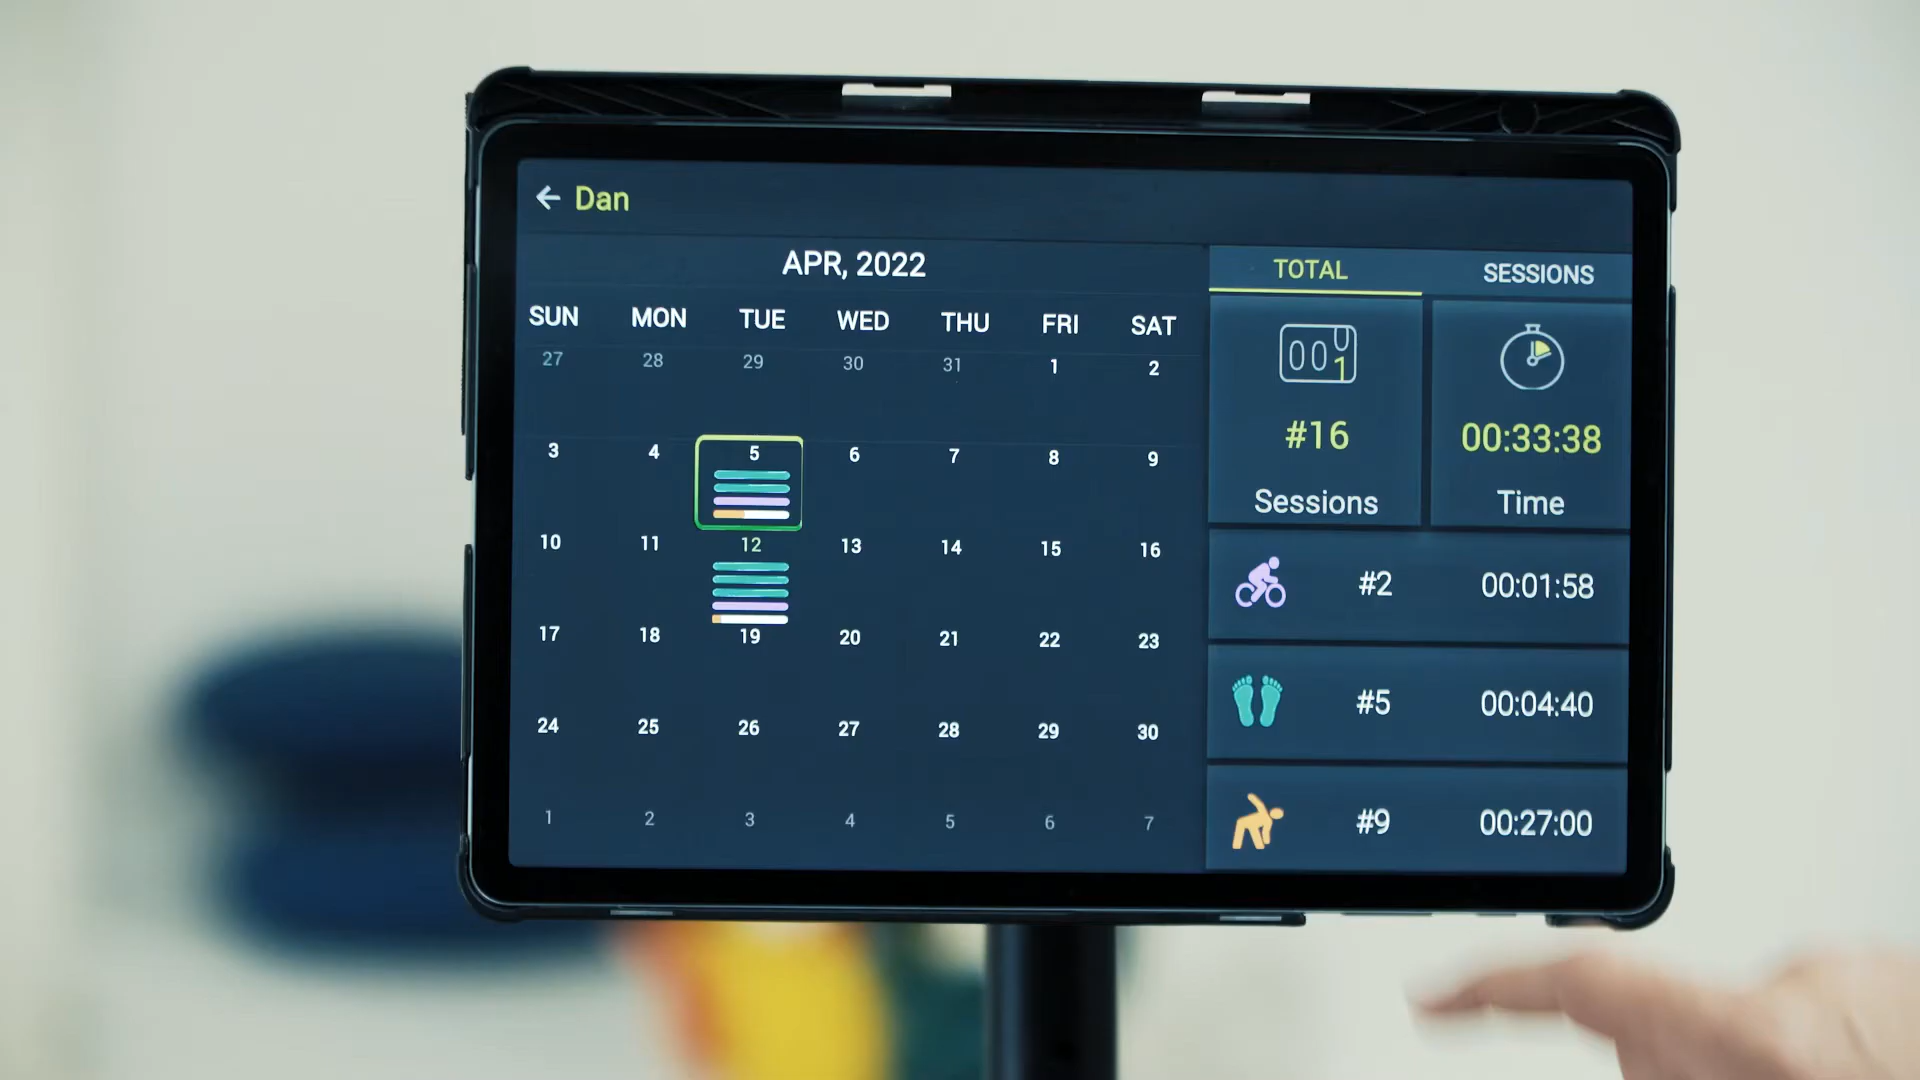 Dan
APR, 2022
SUN MON TUE WED THU FRI SAT
27 28 29 30 31 1 2
3 4 5 6 7 8 9
10 11 12 13 14 15 16
17 18 19 20 21 22 23
24 25 26 27 28 29 30
1 2 3 4 5 6 7
TOTAL SESSIONS
000
1
#16 00:33:38
Sessions Time
#2 00:01:58
#5 00:04:40
#9 00:27:00